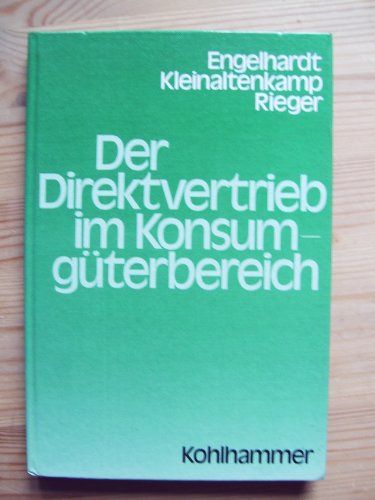 Engelhardt
Kleinaltenkamp
Rieger
Der
Direktvertrieb
im Konsum-
güterbereich
Kohlhammer